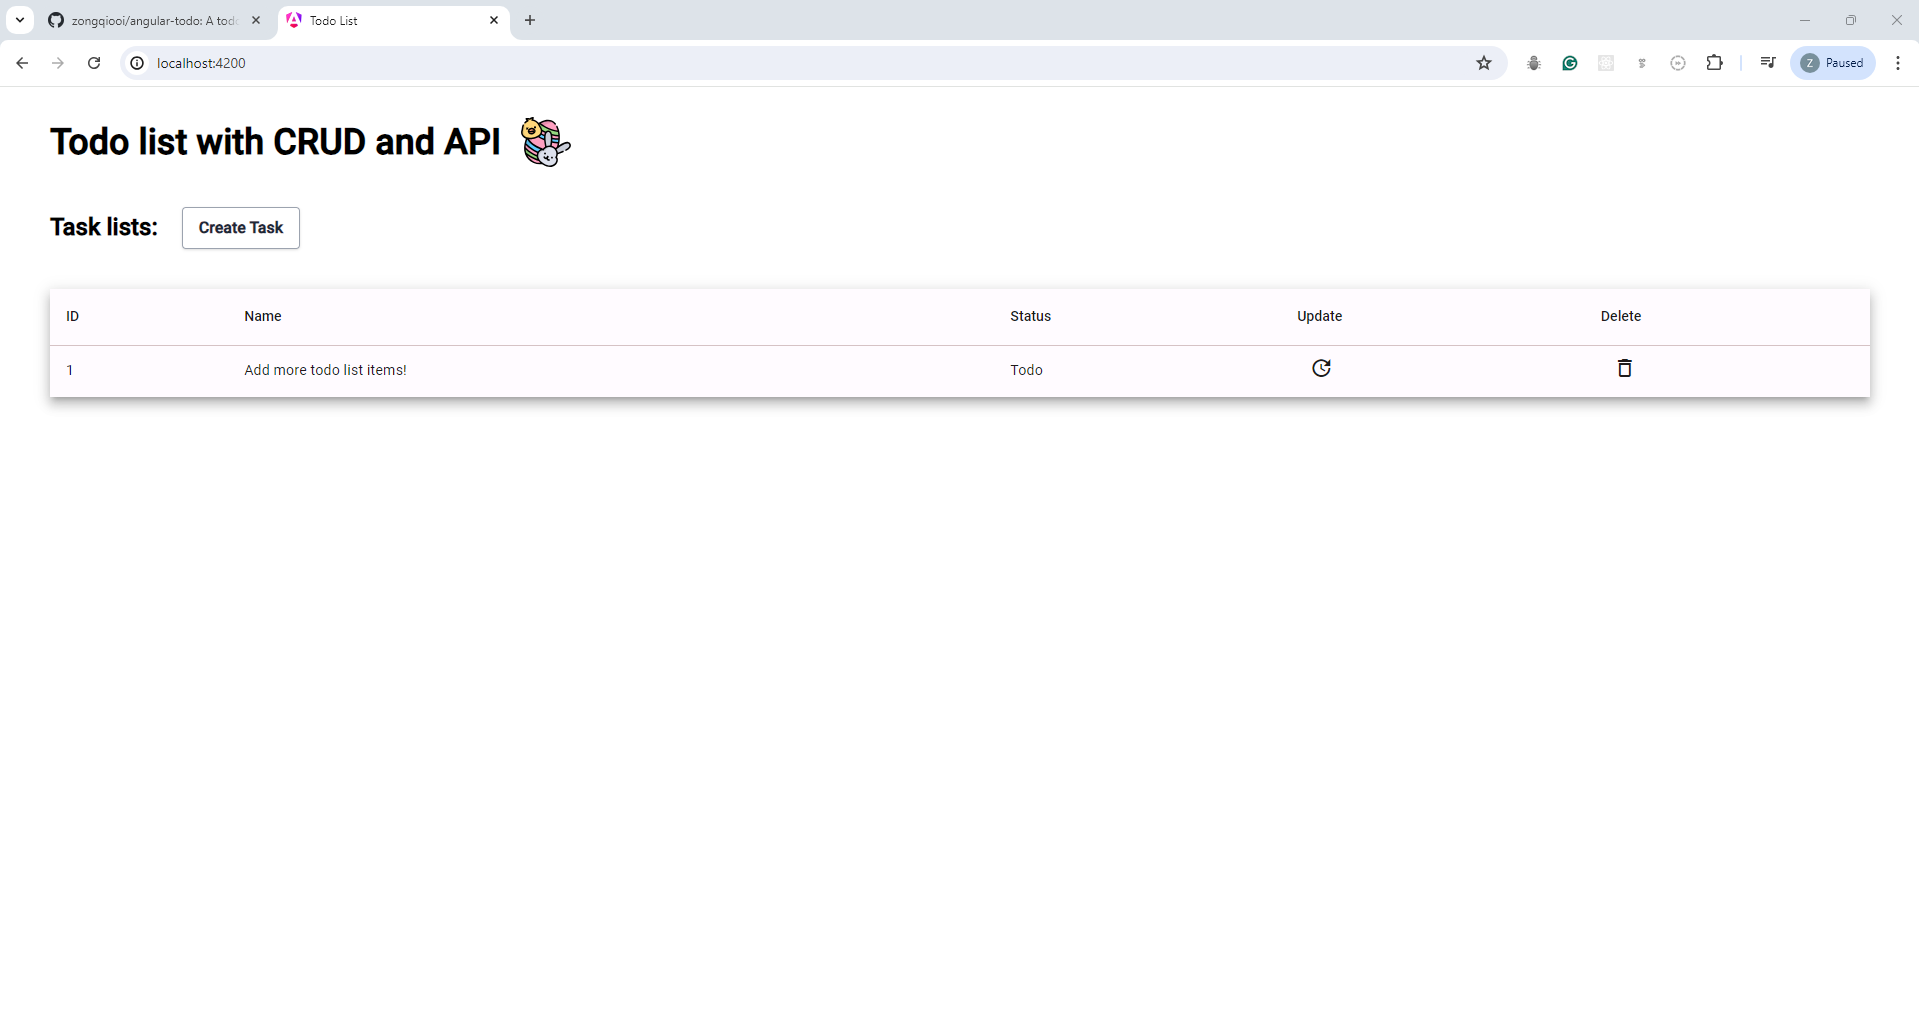 zongqiooi/angular-todo: A tod
Todo List
localhost:4200
Z Paused
Todo list with CRUD and API
Task lists: Create Task
ID Name Status Update Delete
1 Add more todo list items! Todo